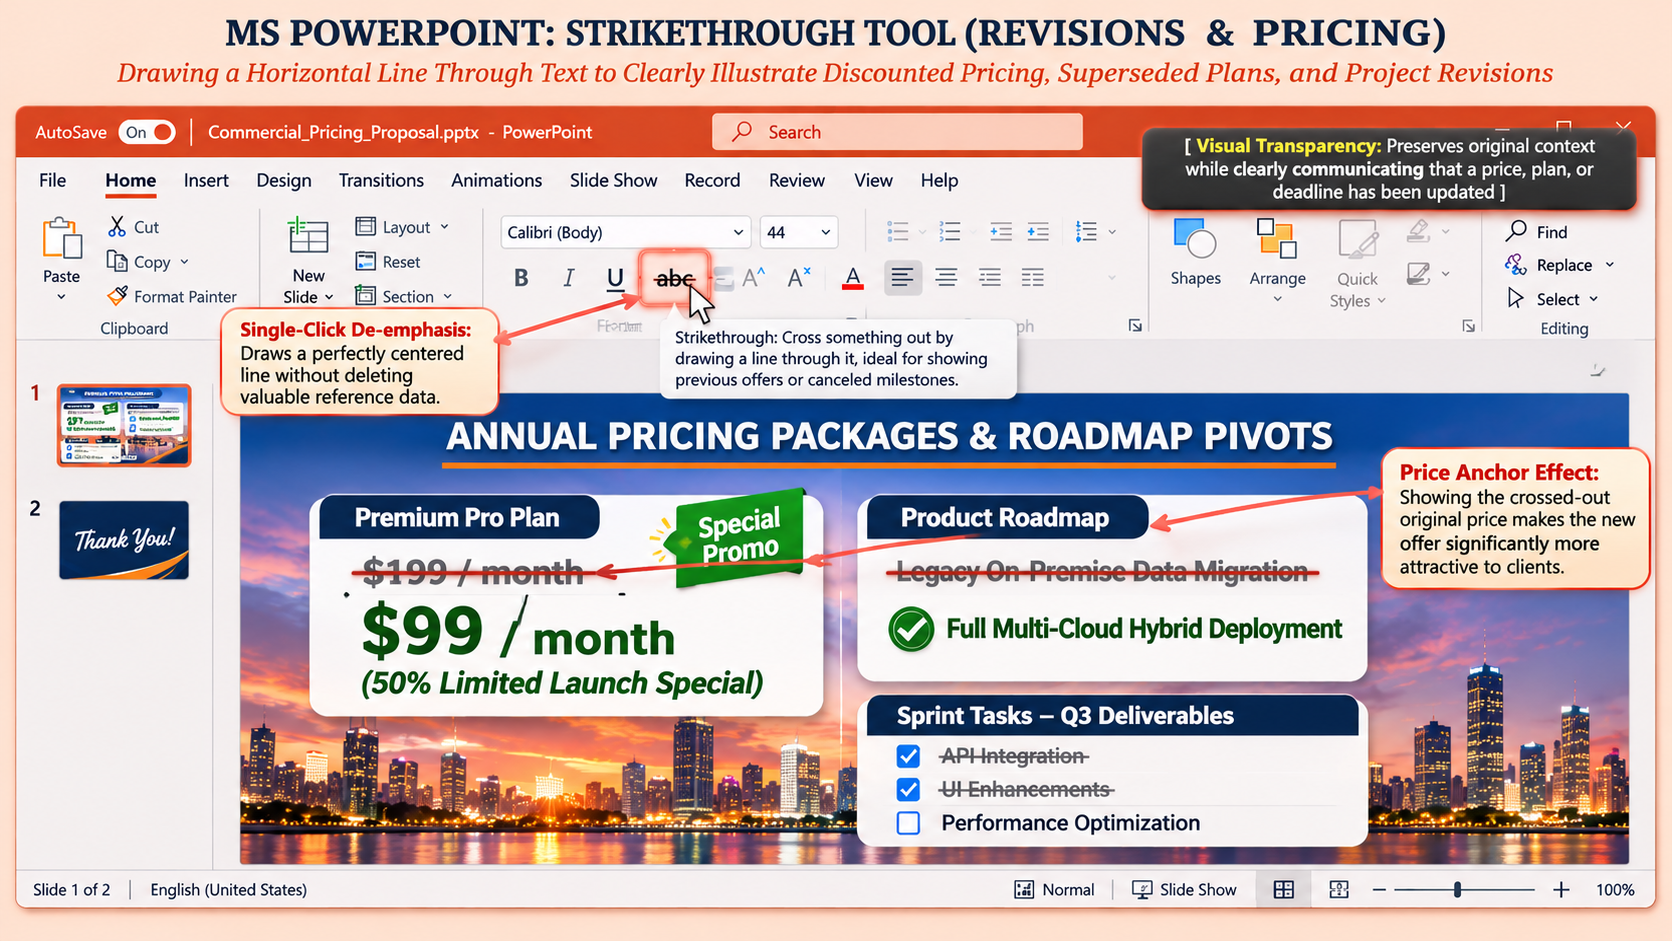 MS POWERPOINT: STRIKETHROUGH TOOL (REVISIONS & PRICING)
Drawing a Horizontal Line Through Text to Clearly Illustrate Discounted Pricing, Superseded Plans, and Project Revisions
AutoSave On Commercial_Pricing_Proposal.pptx - PowerPoint Search
[ Visual Transparency: Preserves original context
while clearly communicating that a price, plan, or
deadline has been updated ]
File Home Insert Design Transitions Animations Slide Show Record Review View Help
Paste
Cut
Copy
Format Painter
Clipboard
New
Slide
Layout
Reset
Section
Calibri (Body) 44
B I U abc A^ A× A
Shapes
Arrange
Quick
Styles
Find
Replace
Select
Editing
Single-Click De-emphasis:
Draws a perfectly centered
line without deleting
valuable reference data.
Strikethrough: Cross something out by
drawing a line through it, ideal for showing
previous offers or canceled milestones.
1
2
Thank You!
ANNUAL PRICING PACKAGES & ROADMAP PIVOTS
Premium Pro Plan
Special
Promo
$199 / month
$99 / month
(50% Limited Launch Special)
Product Roadmap
Legacy On-Premise Data Migration
Full Multi-Cloud Hybrid Deployment
Price Anchor Effect:
Showing the crossed-out
original price makes the new
offer significantly more
attractive to clients.
Sprint Tasks – Q3 Deliverables
API Integration
UI Enhancements
Performance Optimization
Slide 1 of 2 English (United States) Normal Slide Show 100%